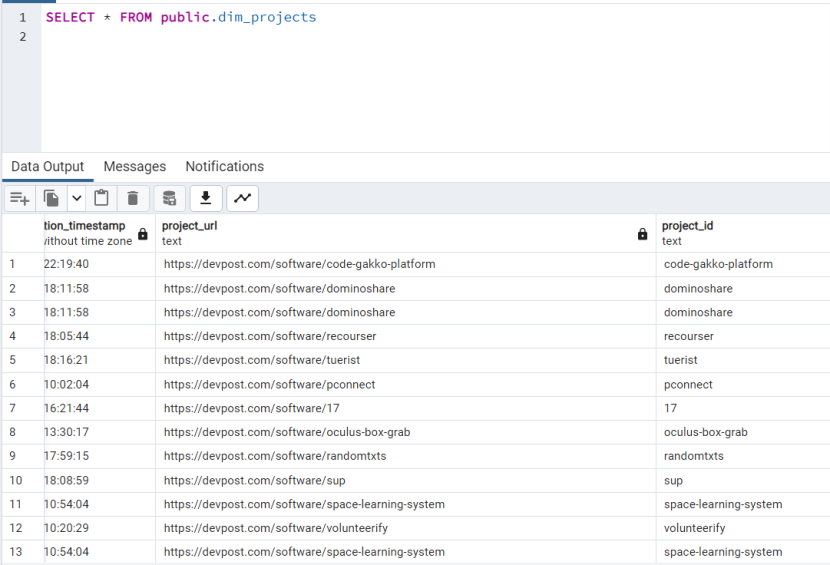 1 SELECT * FROM public.dim_projects
2
Data Output Messages Notifications
tion_timestamp project_url project_id
vithout time zone text text
1 22:19:40 https://devpost.com/software/code-gakko-platform code-gakko-platform
2 18:11:58 https://devpost.com/software/dominoshare dominoshare
3 18:11:58 https://devpost.com/software/dominoshare dominoshare
4 18:05:44 https://devpost.com/software/recourser recourser
5 18:16:21 https://devpost.com/software/tuerist tuerist
6 10:02:04 https://devpost.com/software/pconnect pconnect
7 16:21:44 https://devpost.com/software/17 17
8 13:30:17 https://devpost.com/software/oculus-box-grab oculus-box-grab
9 17:59:15 https://devpost.com/software/randomtxts randomtxts
10 18:08:59 https://devpost.com/software/sup sup
11 10:54:04 https://devpost.com/software/space-learning-system space-learning-system
12 10:20:29 https://devpost.com/software/volunteerify volunteerify
13 10:54:04 https://devpost.com/software/space-learning-system space-learning-system